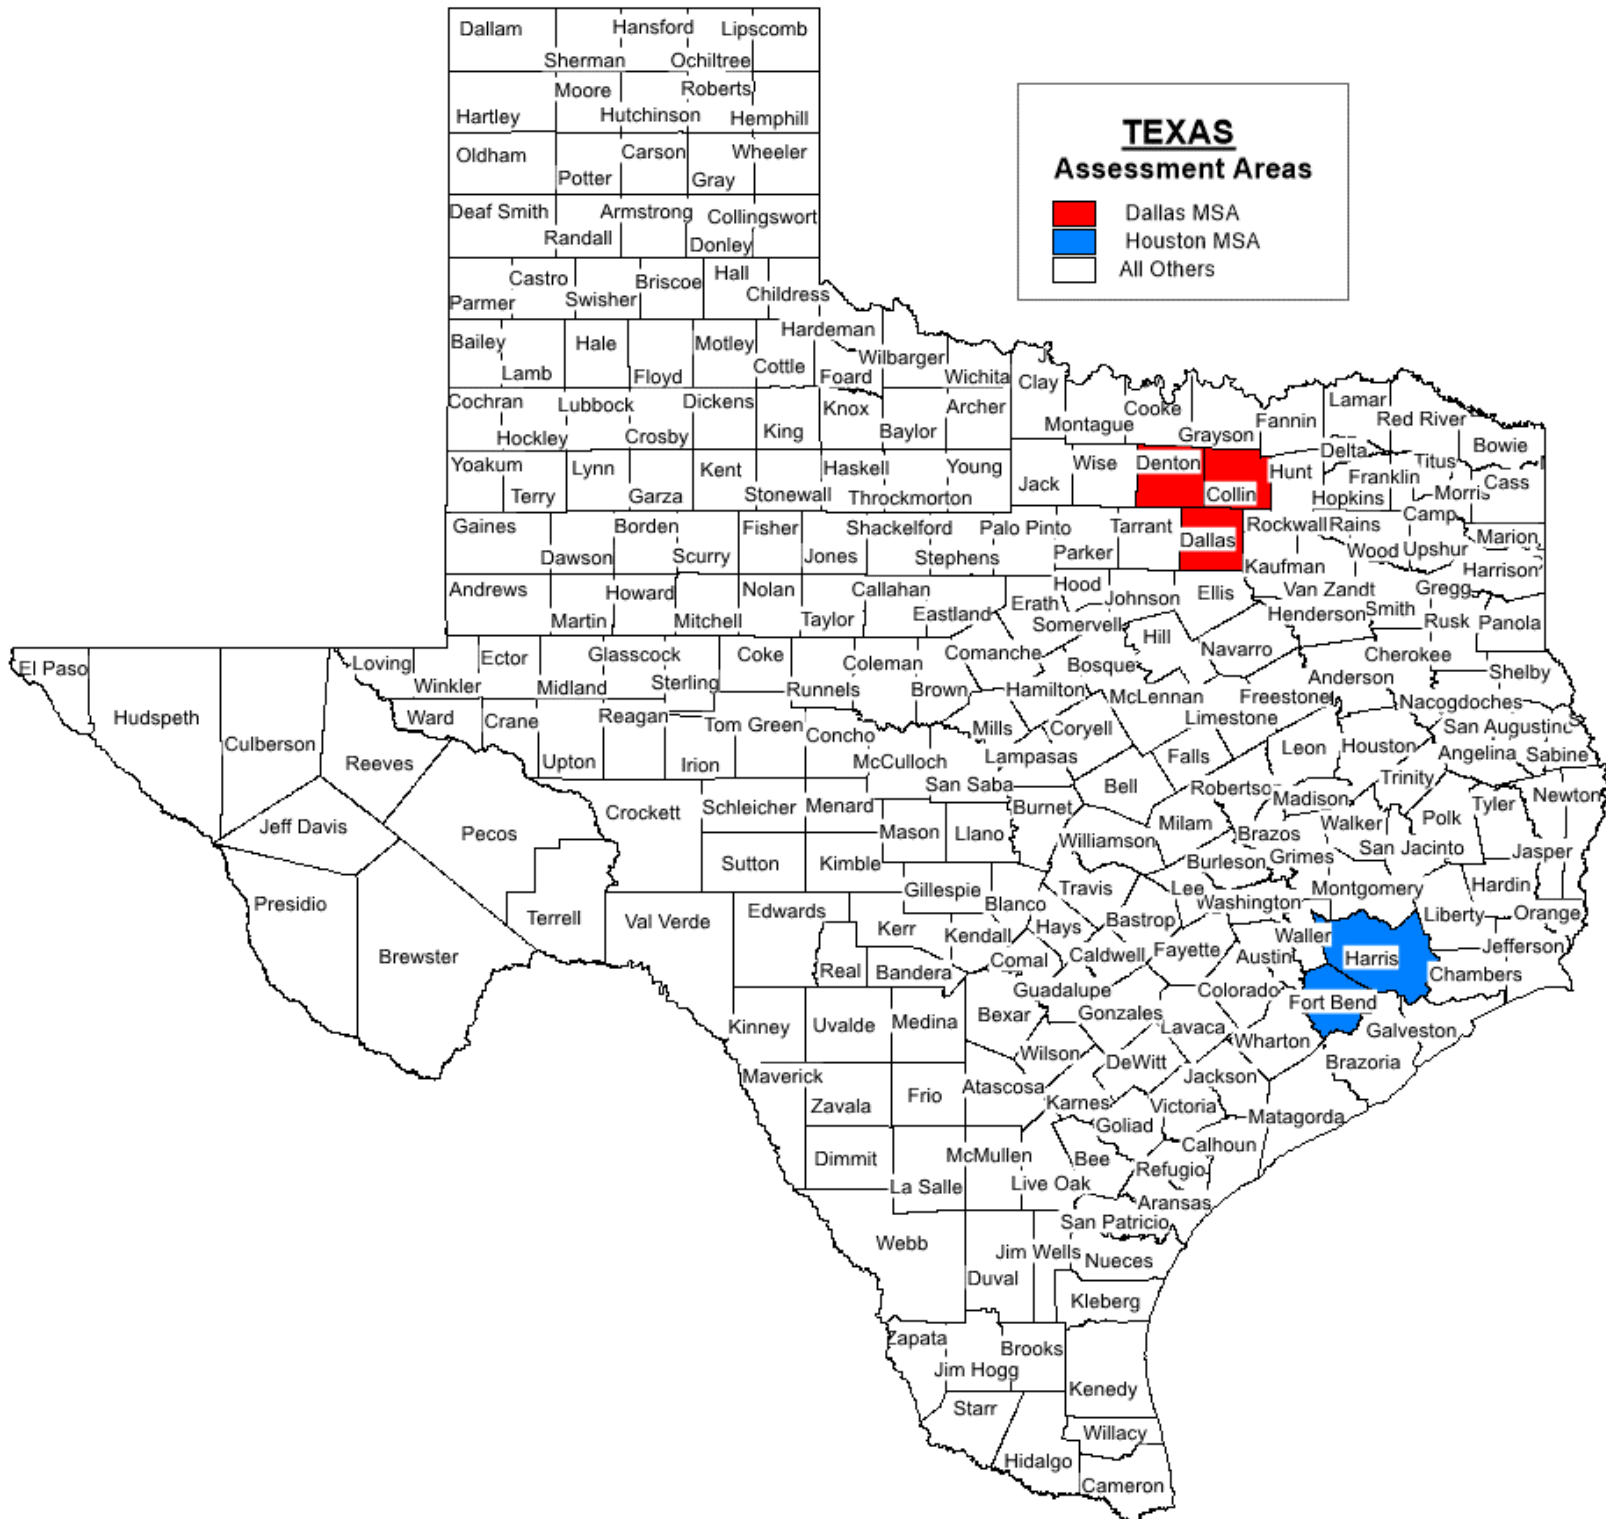 Dallam Hansford Lipscomb
Sherman Ochiltree
Moore Roberts
Hartley Hutchinson Hemphill
Oldham Carson Wheeler
Potter Gray
Deaf Smith Armstrong Collingswort
Randall Donley
Castro Briscoe Hall
Parmer Swisher Childress
TEXAS
Assessment Areas
Dallas MSA
Houston MSA
All Others
Bailey Hale Motley Hardeman
Lamb Floyd Cottle Foard Wilbarger Wichita Clay
Cochran Lubbock Dickens Knox Archer Montague Cooke Fannin Lamar Red River
Hockley Crosby King Baylor Grayson Bowie
Yoakum Lynn Kent Haskell Young Wise Denton Hunt Delta Titus
Terry Garza Stonewall Throckmorton Jack Collin Hopkins Franklin Morris Cass
Gaines Borden Fisher Shackelford Palo Pinto Tarrant Rockwall Rains Camp
Dawson Scurry Jones Stephens Parker Dallas Kaufman Wood Upshur Marion
Andrews Howard Nolan Callahan Hood Johnson Ellis Van Zandt Gregg Harrison
Martin Mitchell Taylor Eastland Erath Somervell Hill Henderson Smith Rusk Panola
El Paso Loving Ector Glasscock Coke Coleman Comanche Bosque Navarro Cherokee Shelby
Winkler Midland Sterling Runnels Brown Hamilton McLennan Freestone Anderson Nacogdoches
Hudspeth Ward Crane Reagan Tom Green Concho Mills Coryell Limestone San Augustine
Culberson Reeves Upton Irion McCulloch Lampasas Falls Leon Houston Angelina Sabine
Crockett Schleicher Menard San Saba Burnet Bell Robertso Madison Trinity Tyler Newton
Jeff Davis Pecos Mason Llano Williamson Milam Brazos Walker Polk
Sutton Kimble Burleson Grimes San Jacinto Jasper
Presidio Terrell Val Verde Edwards Gillespie Blanco Travis Lee Washington Montgomery Hardin
Kerr Kendall Hays Bastrop Waller Liberty Orange
Brewster Real Bandera Comal Caldwell Fayette Austin Harris Jefferson
Guadalupe Colorado Fort Bend Chambers
Kinney Uvalde Medina Bexar Gonzales Lavaca Wharton Galveston
Wilson DeWitt Brazoria
Maverick Zavala Frio Atascosa Karnes Jackson
Goliad Victoria Matagorda
Dimmit McMullen Bee Calhoun
La Salle Live Oak Refugio
Aransas
San Patricio
Webb Jim Wells Nueces
Duval
Kleberg
Zapata Brooks
Jim Hogg Kenedy
Starr
Willacy
Hidalgo
Cameron